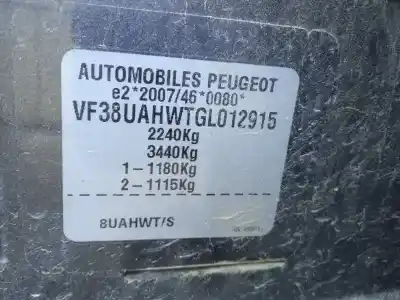 AUTOMOBILES PEUGEOT
e2*2007/46*0080*
VF38UAHWTGL012915
2240Kg
3440Kg
1-1180Kg
2-1115Kg
8UAHWT/S